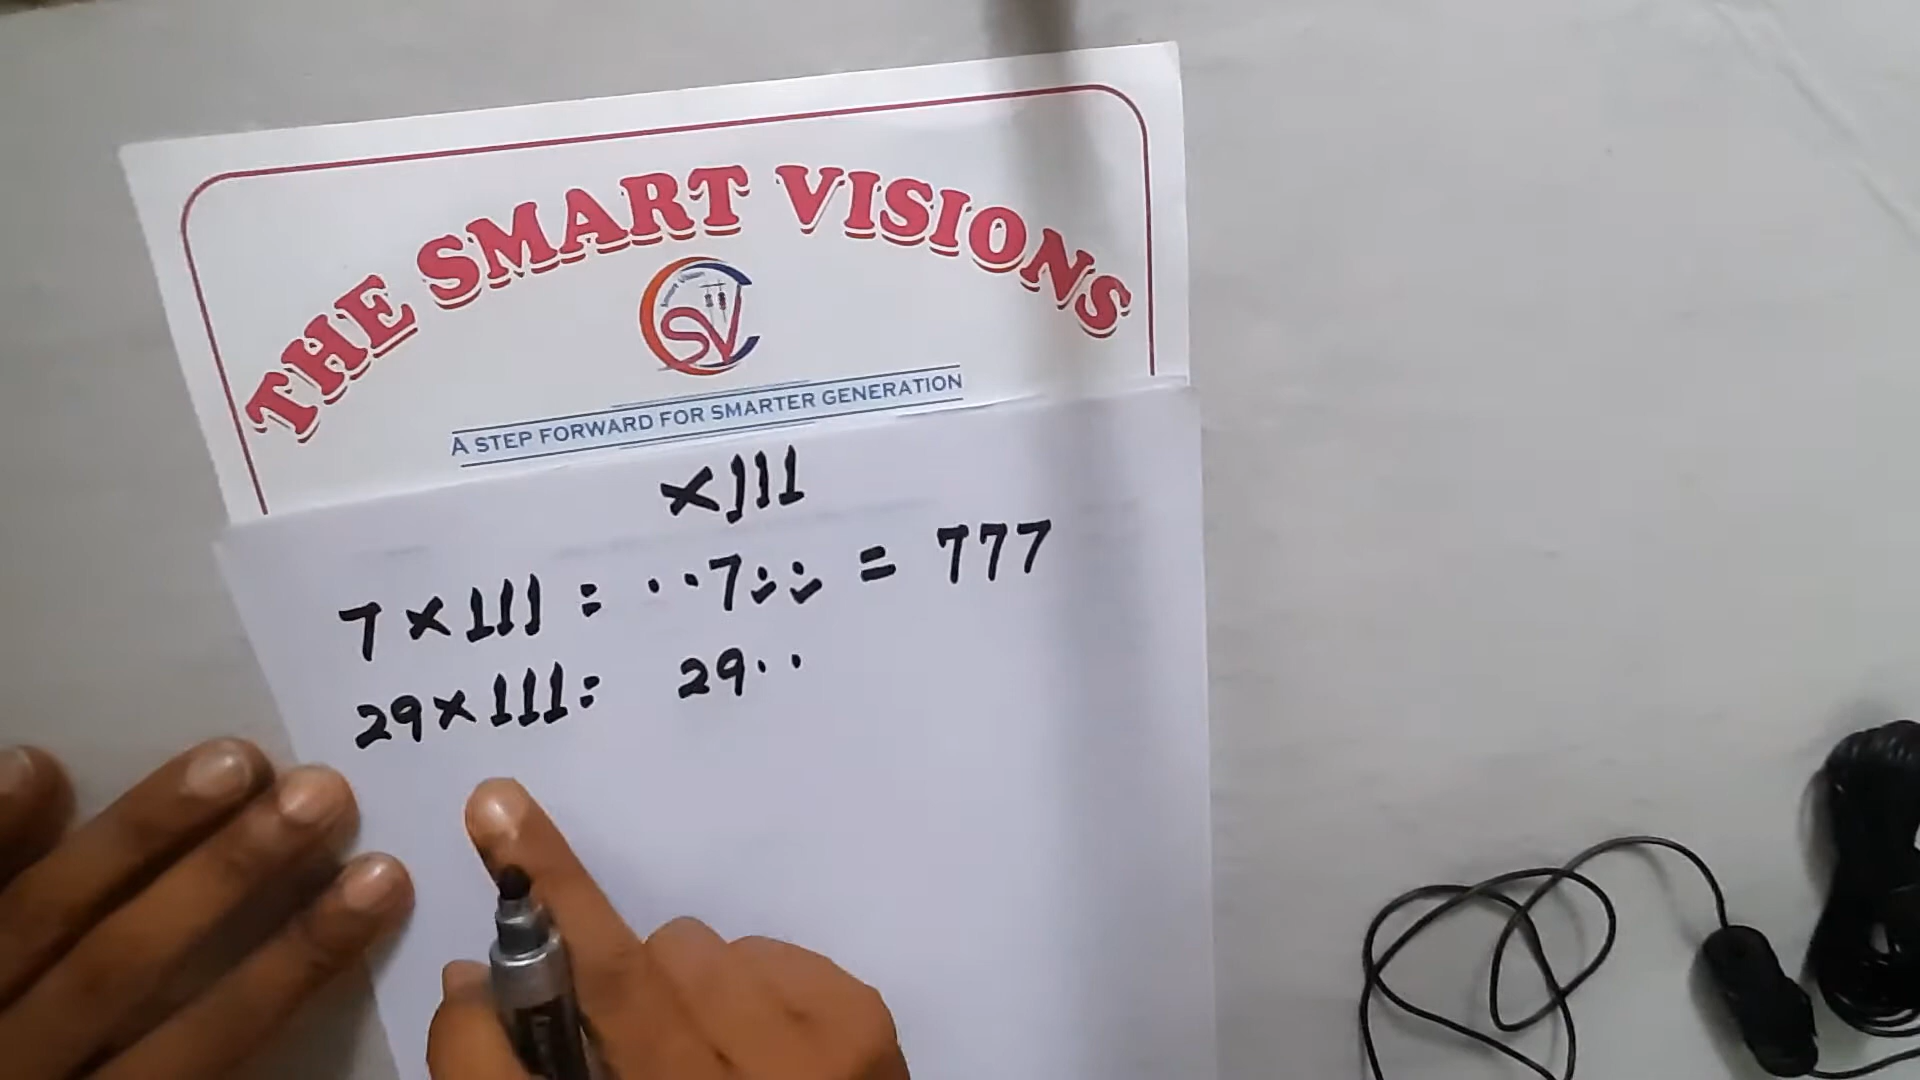 THE SMART VISIONS
SV
A STEP FORWARD FOR SMARTER GENERATION
×111
7×111 : ··7:: = 777
29×111: 29··